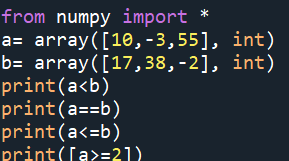 from numpy import *
a= array([10,-3,55], int)
b= array([17,38,-2], int)
print(a<b)
print(a==b)
print(a<=b)
print([a>=2])